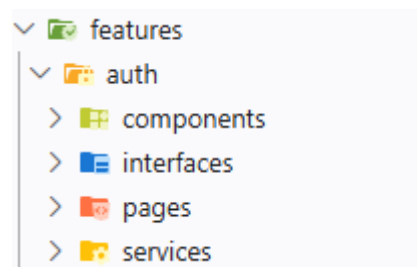 features
auth
components
interfaces
pages
services